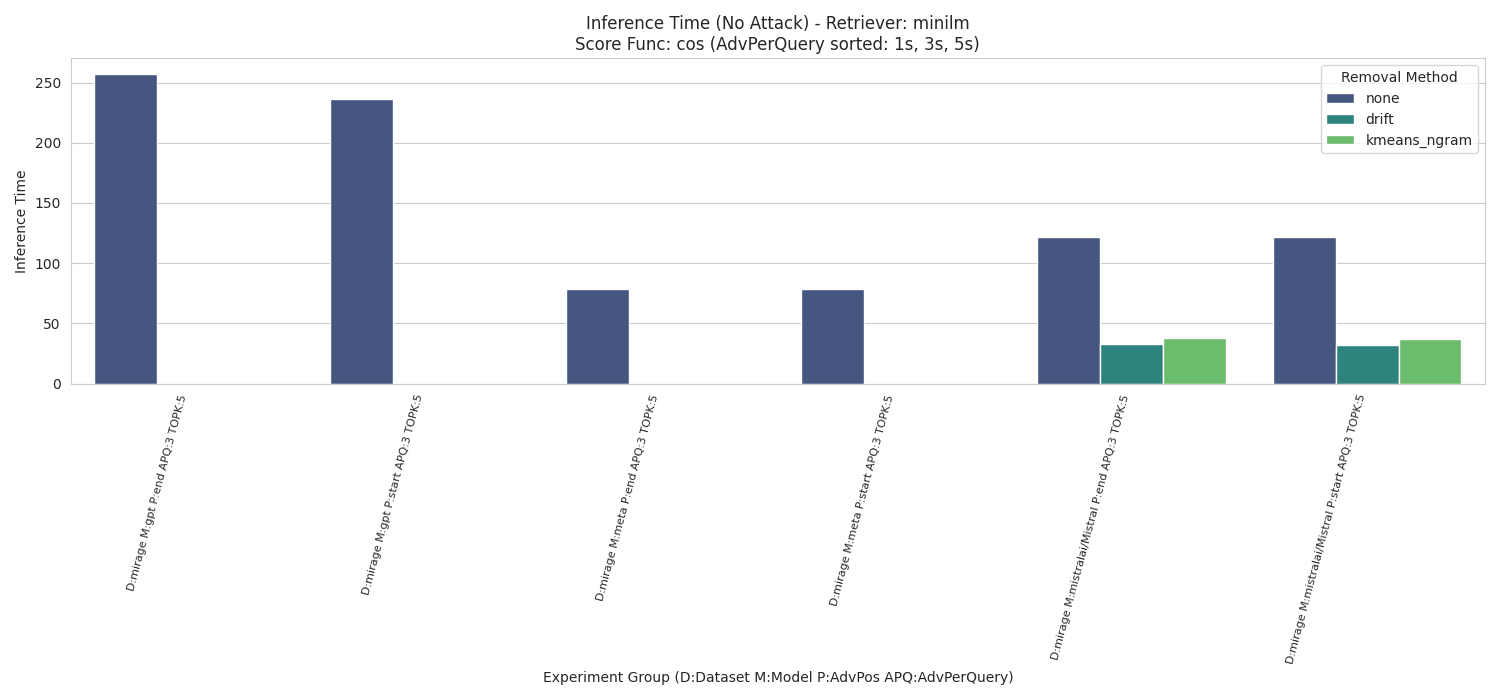 Inference Time (No Attack) - Retriever: minilm
Score Func: cos (AdvPerQuery sorted: 1s, 3s, 5s)
Removal Method
none
drift
kmeans_ngram
Inference Time
250
200
150
100
50
0
D:mirage M:gpt P:end APQ:3 TOPK:5
D:mirage M:gpt P:start APQ:3 TOPK:5
D:mirage M:meta P:end APQ:3 TOPK:5
D:mirage M:meta P:start APQ:3 TOPK:5
D:mirage M:mistralai/Mistral P:end APQ:3 TOPK:5
D:mirage M:mistralai/Mistral P:start APQ:3 TOPK:5
Experiment Group (D:Dataset M:Model P:AdvPos APQ:AdvPerQuery)